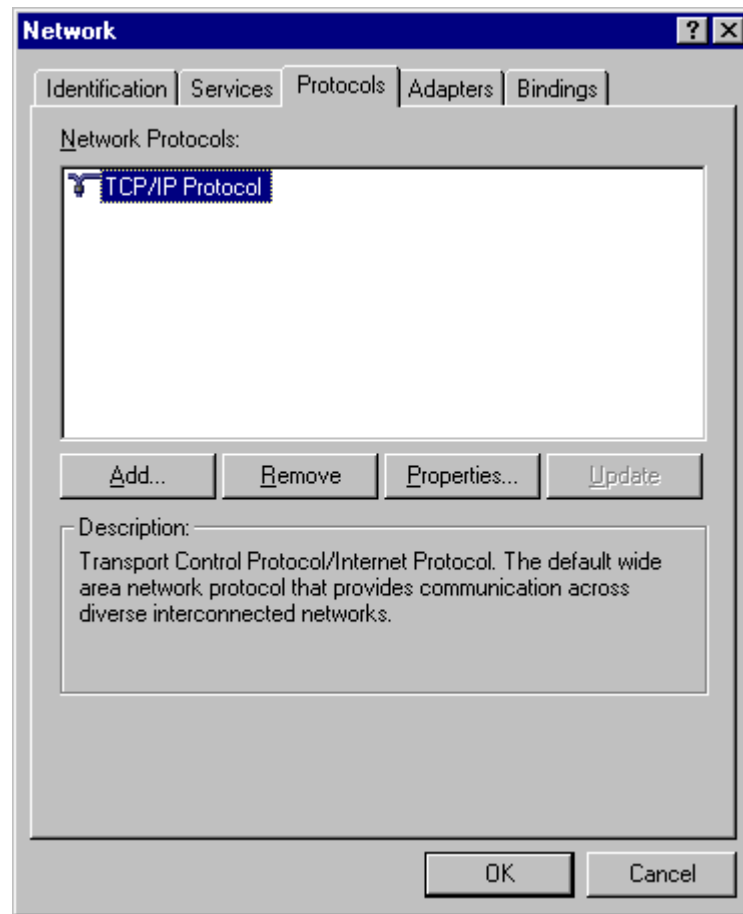 Network
Identification Services Protocols Adapters Bindings
Network Protocols:
TCP/IP Protocol
Add... Remove Properties... Update
Description:
Transport Control Protocol/Internet Protocol. The default wide
area network protocol that provides communication across
diverse interconnected networks.
OK Cancel